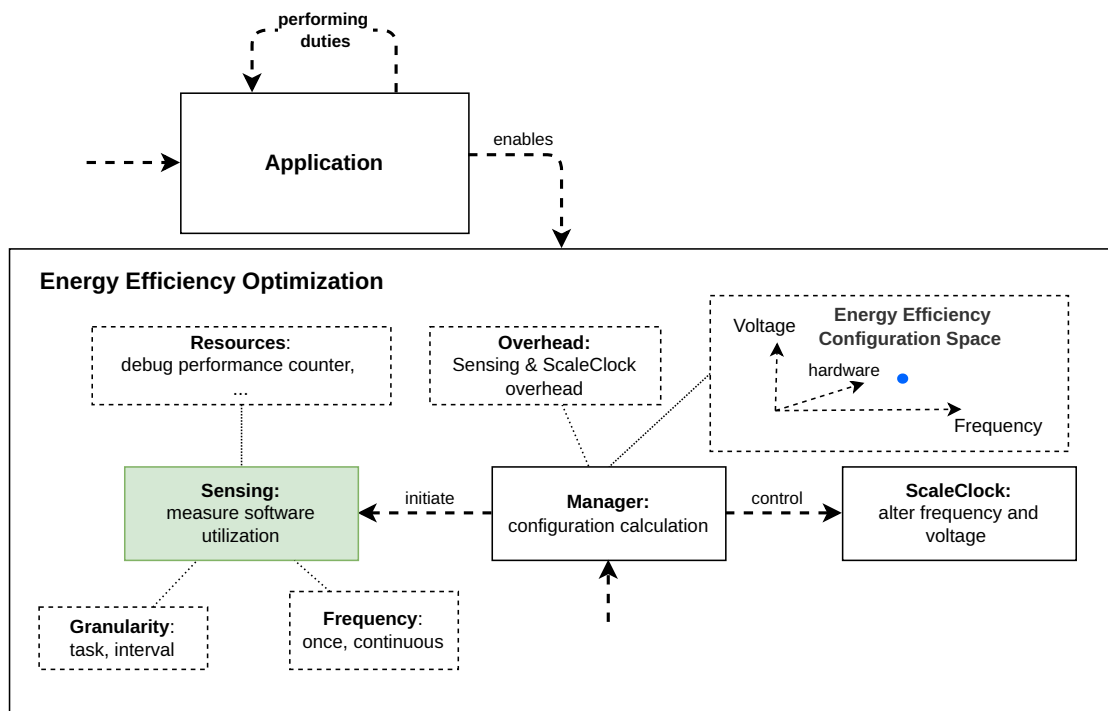 performing
duties
enables
Application
Energy Efficiency Optimization
Resources:
debug performance counter,
...
Overhead:
Sensing & ScaleClock
overhead
Energy Efficiency
Configuration Space
Voltage
hardware
Frequency
Sensing:
measure software
utilization
initiate
Manager:
configuration calculation
control
ScaleClock:
alter frequency and
voltage
Granularity:
task, interval
Frequency:
once, continuous